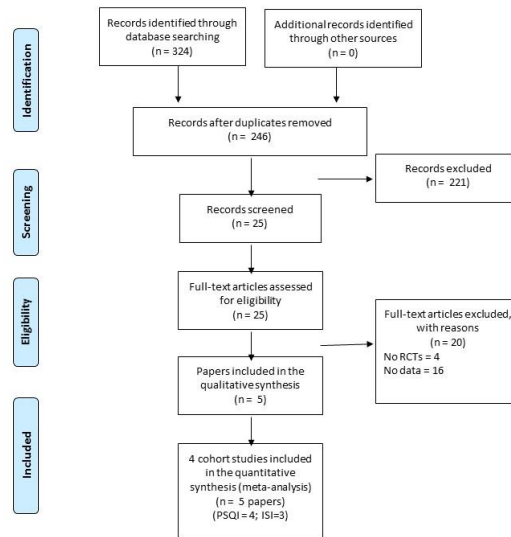 Identification
Records identified through
database searching
(n = 324)
Additional records identified
through other sources
(n = 0)
Records after duplicates removed
(n = 246)
Screening
Records excluded
(n = 221)
Records screened
(n = 25)
Eligibility
Full-text articles assessed
for eligibility
(n = 25)
Full-text articles excluded,
with reasons
(n = 20)
No RCTs = 4
No data = 16
Papers included in the
qualitative synthesis
(n = 5)
Included
4 cohort studies included
in the quantitative
synthesis (meta-analysis)
(n = 5 papers)
(PSQI = 4; ISI=3)